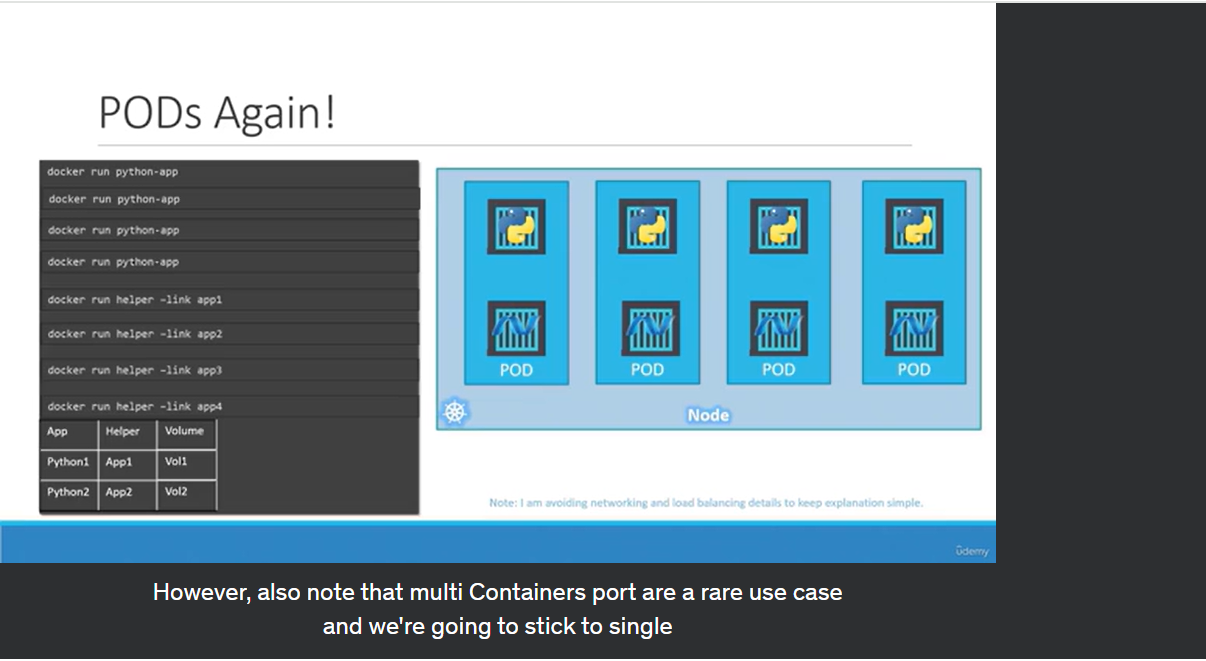 PODs Again!
docker run python-app
docker run python-app
docker run python-app
docker run python-app
docker run helper -link app1
docker run helper -link app2
docker run helper -link app3
docker run helper -link app4
App Helper Volume
Python1 App1 Vol1
Python2 App2 Vol2
POD POD POD POD
Node
Note: I am avoiding networking and load balancing details to keep explanation simple.
ûdemy
However, also note that multi Containers port are a rare use case
and we're going to stick to single